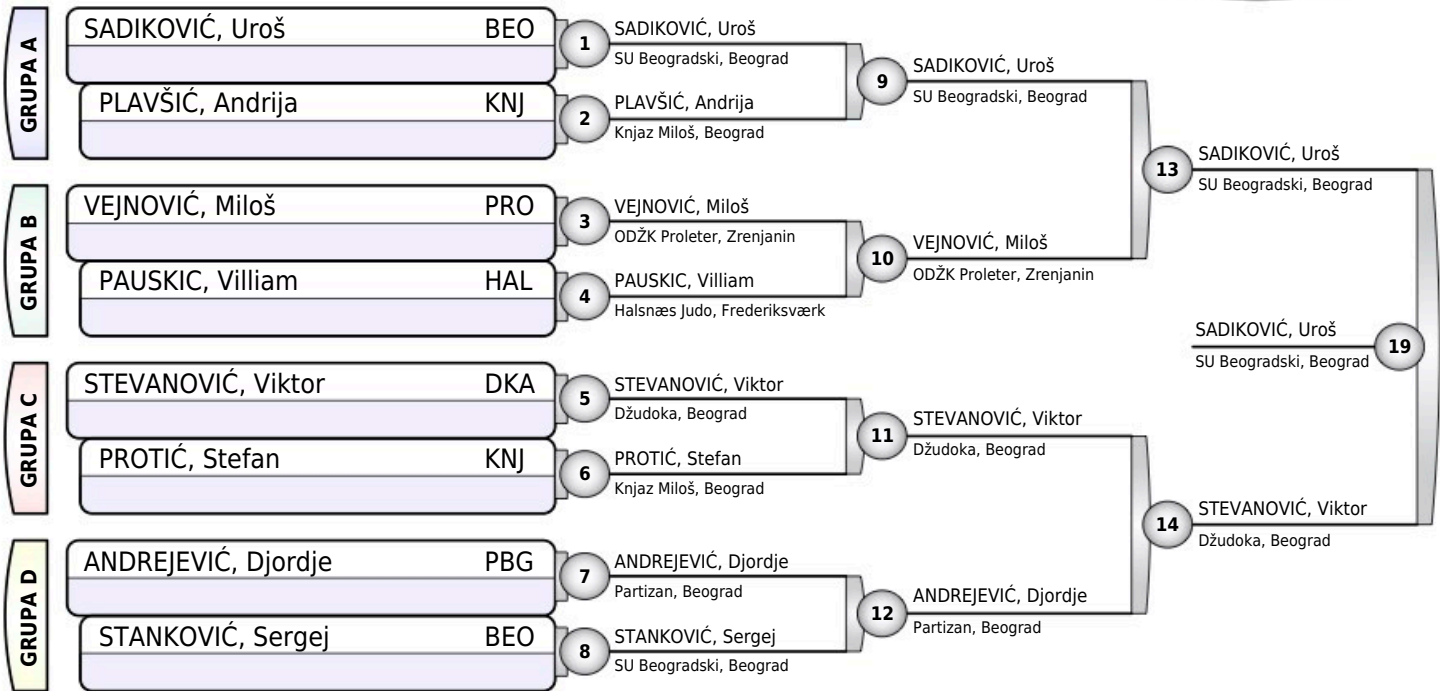 GRUPA A
SADIKOVIĆ, Uroš BEO
PLAVŠIĆ, Andrija KNJ
GRUPA B
VEJNOVIĆ, Miloš PRO
PAUSKIC, Villiam HAL
GRUPA C
STEVANOVIĆ, Viktor DKA
PROTIĆ, Stefan KNJ
GRUPA D
ANDREJEVIĆ, Djordje PBG
STANKOVIĆ, Sergej BEO
1
SADIKOVIĆ, Uroš
SU Beogradski, Beograd
2
PLAVŠIĆ, Andrija
Knjaz Miloš, Beograd
3
VEJNOVIĆ, Miloš
ODŽK Proleter, Zrenjanin
4
PAUSKIC, Villiam
Halsnæs Judo, Frederiksværk
5
STEVANOVIĆ, Viktor
Džudoka, Beograd
6
PROTIĆ, Stefan
Knjaz Miloš, Beograd
7
ANDREJEVIĆ, Djordje
Partizan, Beograd
8
STANKOVIĆ, Sergej
SU Beogradski, Beograd
9
SADIKOVIĆ, Uroš
SU Beogradski, Beograd
10
VEJNOVIĆ, Miloš
ODŽK Proleter, Zrenjanin
11
STEVANOVIĆ, Viktor
Džudoka, Beograd
12
ANDREJEVIĆ, Djordje
Partizan, Beograd
13
SADIKOVIĆ, Uroš
SU Beogradski, Beograd
14
STEVANOVIĆ, Viktor
Džudoka, Beograd
SADIKOVIĆ, Uroš
SU Beogradski, Beograd
19